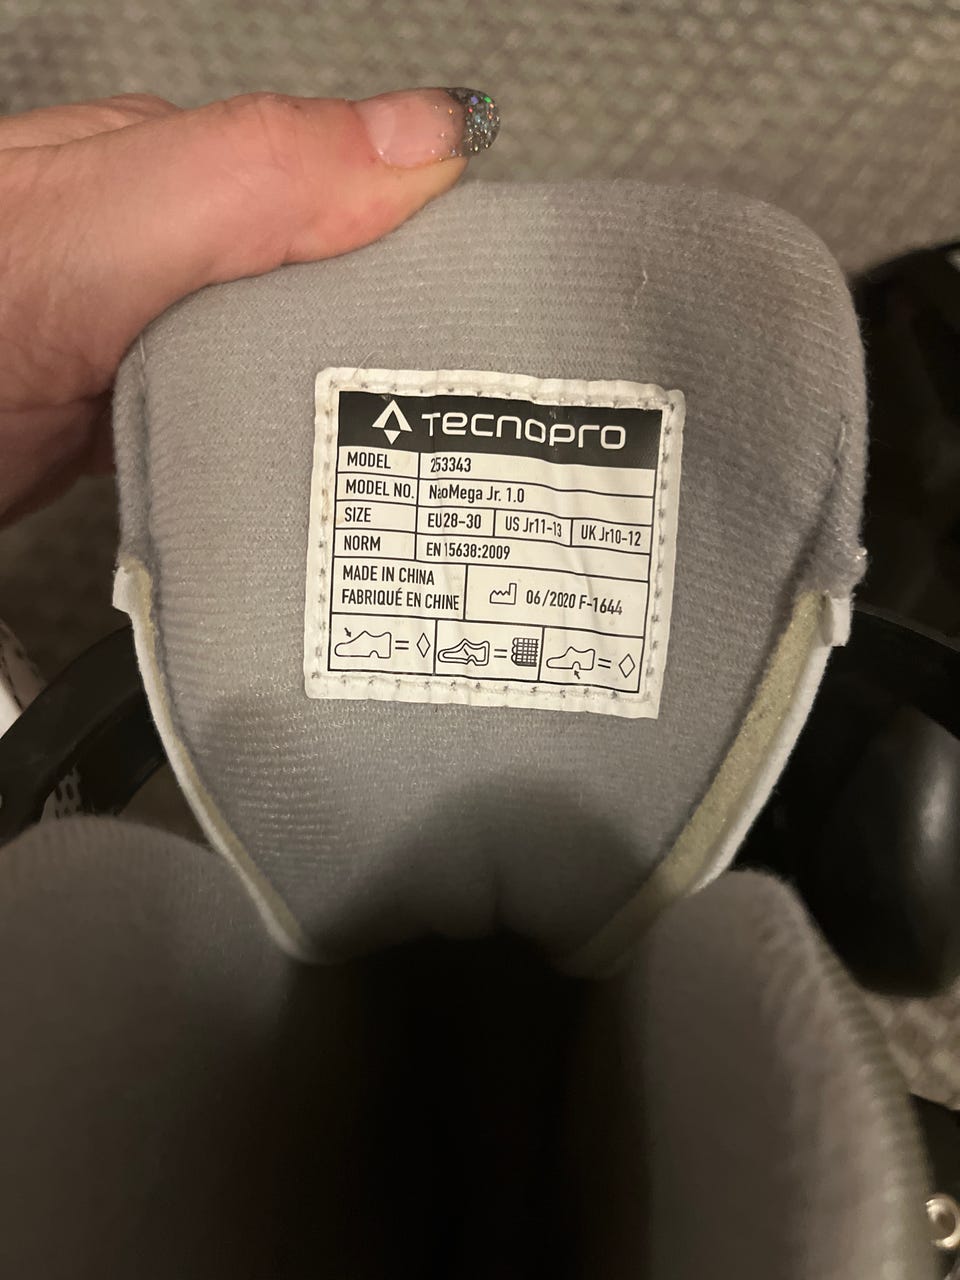 TECNOPRO
MODEL 253343
MODEL NO. NaoMega Jr. 1.0
SIZE EU28-30 US Jr11-13 UK Jr10-12
NORM EN 15638:2009
MADE IN CHINA
FABRIQUÉ EN CHINE
06/2020 F-1644
= = =